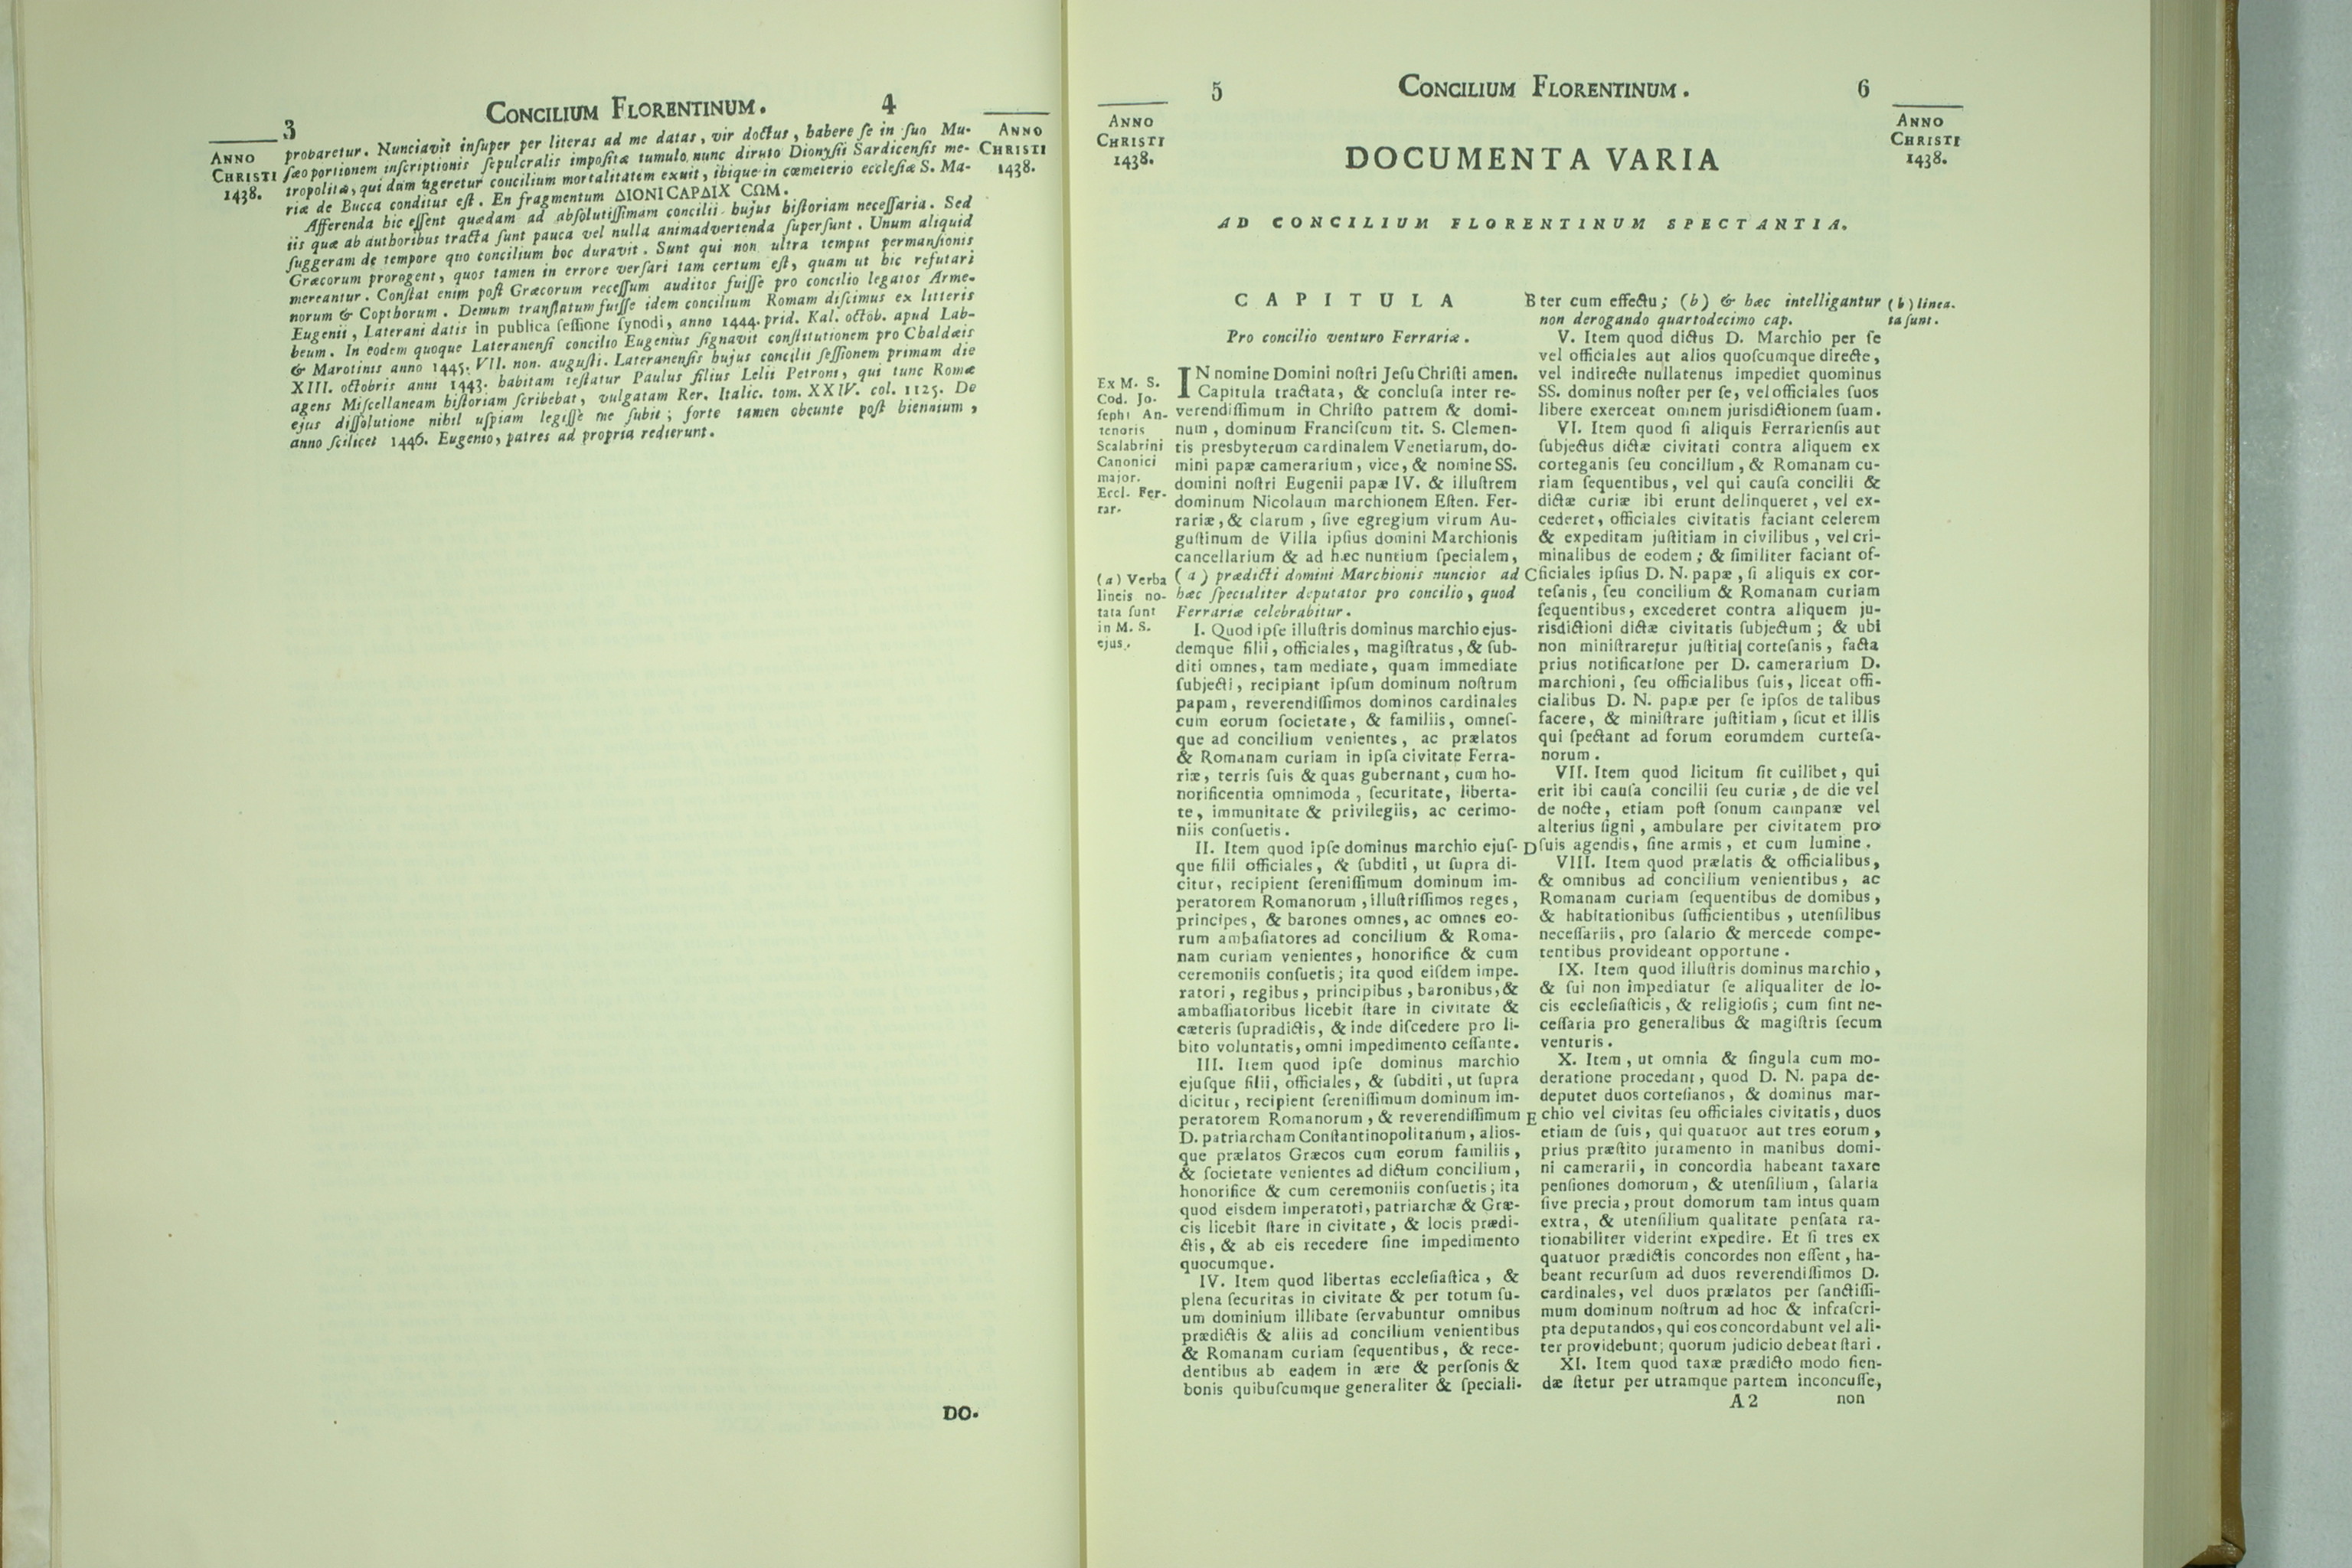 3
CONCILIUM FLORENTINUM.
4
ANNO
CHRISTI
1438.
ANNO
CHRISTI
1438.
probaretur. Nunciavit inſuper per literas ad me datas, vir doctus, habere ſe in ſuo Mu-
ſæo portionem inſcriptionis ſepulcralis impoſitæ tumulo nunc diruto Dionyſii Sardicenſis me-
tropolitæ, qui dum ageretur concilium mortalitatem exuit, ibique in cœmeterio eccleſiæ S. Ma-
riæ de Bucca conditus eſt. En fragmentum ΔΙΟΝΙ CΑΡΔΙΧ CΩΜ.
Afferenda hic eſſent quædam ad abſolutiſſimam concilii hujus hiſtoriam neceſſaria. Sed
iis quæ ab authoribus tracta ſunt pauca vel nulla animadvertenda ſuperſunt. Unum aliquid
ſuggeram de tempore quo concilium hoc duravit. Sunt qui non ultra tempus permanſionis
Græcorum prorogent, quos tamen in errore verſari tam certum eſt, quam ut hic refutari
mereantur. Conſtat enim poſt Græcorum receſſum auditos fuiſſe pro concilio legatos Arme-
norum & Copthorum. Demum tranſlatum fuiſſe idem concilium Romam diſcimus ex litteris
Eugenii, Laterani datis in publica ſeſſione ſynodi, anno 1444. prid. Kal. octob. apud Lab-
beum. In eodem quoque Lateranenſi concilio Eugenius ſignavit conſtitutionem pro Chaldæis
& Marotinis anno 1445. VII. non. auguſti. Lateranenſis hujus concilii ſeſſionem primam die
XIII. octobris anni 1443. habitam teſtatur Paulus filius Lelii Petroni, qui tunc Romæ
agens Miſcellaneam hiſtoriam ſcribebat, vulgatam Rer. Italic. tom. XXIV. col. 1125. De
ejus diſſolutione nihil uſpiam legiſſe me ſubit; forte tamen obeunte poſt biennium,
anno ſcilicet 1446. Eugenio, patres ad propria redierunt.
DO-
5
CONCILIUM FLORENTINUM.
6
ANNO
CHRISTI
1438.
ANNO
CHRISTI
1438.
DOCUMENTA VARIA
AD CONCILIUM FLORENTINUM SPECTANTIA.
CAPITULA
Pro concilio venturo Ferrariæ.
Ex M. S.
Cod. Jo-
ſephi An-
tenoris
Scalabrini
Canonici
major.
Eccl. Fer-
rar.
IN nomine Domini noſtri Jeſu Chriſti amen.
Capitula tractata, & concluſa inter re-
verendiſſimum in Chriſto patrem & domi-
num, dominum Franciſcum tit. S. Clemen-
tis presbyterum cardinalem Venetiarum, do-
mini papæ camerarium, vice, & nomine SS.
domini noſtri Eugenii papæ IV. & illuſtrem
dominum Nicolaum marchionem Eſten. Fer-
rariæ, & clarum, ſive egregium virum Au-
guſtinum de Villa ipſius domini Marchionis
cancellarium & ad hæc nuntium ſpecialem,
(a) prædicti domini Marchionis nuncios ad
hæc ſpecialiter deputatos pro concilio, quod
Ferrariæ celebrabitur.
(a) Verba
lineis no-
tata ſunt
in M. S.
ejus.
I. Quod ipſe illuſtris dominus marchio ejus-
demque filii, officiales, magiſtratus, & ſub-
diti omnes, tam mediate, quam immediate
ſubjecti, recipiant ipſum dominum noſtrum
papam, reverendiſſimos dominos cardinales
cum eorum ſocietate, & familiis, omneſ-
que ad concilium venientes, ac prælatos
& Romanam curiam in ipſa civitate Ferra-
riæ, terris ſuis & quas gubernant, cum ho-
norificentia omnimoda, ſecuritate, liberta-
te, immunitate & privilegiis, ac cerimo-
niis conſuetis.
II. Item quod ipſe dominus marchio ejuſ-
que filii officiales, & ſubditi, ut ſupra di-
citur, recipient ſereniſſimum dominum im-
peratorem Romanorum, illuſtriſſimos reges,
principes, & barones omnes, ac omnes eo-
rum ambaſiatores ad concilium & Roma-
nam curiam venientes, honorifice & cum
ceremoniis conſuetis; ita quod eiſdem impe-
ratori, regibus, principibus, baronibus, &
ambaſſiatoribus licebit ſtare in civitate &
cæteris ſupradictis, & inde diſcedere pro li-
bito voluntatis, omni impedimento ceſſante.
III. Item quod ipſe dominus marchio
ejuſque filii, officiales, & ſubditi, ut ſupra
dicitur, recipient ſereniſſimum dominum im-
peratorem Romanorum, & reverendiſſimum
D. patriarcham Conſtantinopolitanum, alios-
que prælatos Græcos cum eorum familiis,
& ſocietate venientes ad dictum concilium,
honorifice & cum ceremoniis conſuetis; ita
quod eisdem imperatori, patriarchæ & Græ-
cis licebit ſtare in civitate, & locis prædi-
ctis, & ab eis recedere ſine impedimento
quocumque.
IV. Item quod libertas eccleſiaſtica, &
plena ſecuritas in civitate & per totum ſu-
um dominium illibate ſervabuntur omnibus
prædictis & aliis ad concilium venientibus
& Romanam curiam ſequentibus, & rece-
dentibus ab eadem in ære & perſonis &
bonis quibuſcumque generaliter & ſpeciali-
B ter cum effectu; (b) & hæc intelligantur
non derogando quartodecimo cap.
(b) linea-
ta ſunt.
V. Item quod dictus D. Marchio per ſe
vel officiales aut alios quoſcumque directe,
vel indirecte nullatenus impediet quominus
SS. dominus noſter per ſe, vel officiales ſuos
libere exerceat omnem jurisdictionem ſuam.
VI. Item quod ſi aliquis Ferrarienſis aut
ſubjectus dictæ civitati contra aliquem ex
corteganis ſeu concilium, & Romanam cu-
riam ſequentibus, vel qui cauſa concilii &
dictæ curiæ ibi erunt delinqueret, vel ex-
cederet, officiales civitatis faciant celerem
& expeditam juſtitiam in civilibus, vel cri-
minalibus de eodem; & ſimiliter faciant of-
C ficiales ipſius D. N. papæ, ſi aliquis ex cor-
teſanis, ſeu concilium & Romanam curiam
ſequentibus, excederet contra aliquem ju-
risdictioni dictæ civitatis ſubjectum; & ubi
non miniſtraretur juſtitia corteſanis, facta
prius notificatione per D. camerarium D.
marchioni, ſeu officialibus ſuis, liceat offi-
cialibus D. N. papæ per ſe ipſos de talibus
facere, & miniſtrare juſtitiam, ſicut et illis
qui ſpectant ad forum eorumdem curteſa-
norum.
VII. Item quod licitum ſit cuilibet, qui
erit ibi cauſa concilii ſeu curiæ, de die vel
de nocte, etiam poſt ſonum campanæ vel
alterius ſigni, ambulare per civitatem pro
D ſuis agendis, ſine armis, et cum lumine.
VIII. Item quod prælatis & officialibus,
& omnibus ad concilium venientibus, ac
Romanam curiam ſequentibus de domibus,
& habitationibus ſufficientibus, utenſilibus
neceſſariis, pro ſalario & mercede compe-
tentibus provideant opportune.
IX. Item quod illuſtris dominus marchio,
& ſui non impediatur ſe aliqualiter de lo-
cis eccleſiaſticis, & religioſis; cum ſint ne-
ceſſaria pro generalibus & magiſtris ſecum
venturis.
X. Item, ut omnia & ſingula cum mo-
deratione procedant, quod D. N. papa de-
putet duos corteſianos, & dominus mar-
E chio vel civitas ſeu officiales civitatis, duos
etiam de ſuis, qui quatuor aut tres eorum,
prius præſtito juramento in manibus domi-
ni camerarii, in concordia habeant taxare
penſiones domorum, & utenſilium, ſalaria
ſive precia, prout domorum tam intus quam
extra, & utenſilium qualitate penſata ra-
tionabiliter viderint expedire. Et ſi tres ex
quatuor prædictis concordes non eſſent, ha-
beant recurſum ad duos reverendiſſimos D.
cardinales, vel duos prælatos per ſanctiſſi-
mum dominum noſtrum ad hoc & infraſcri-
pta deputandos, qui eos concordabunt vel ali-
ter providebunt; quorum judicio debeat ſtari.
XI. Item quod taxæ prædicto modo fien-
dæ ſtetur per utramque partem inconcuſſe,
A 2
non